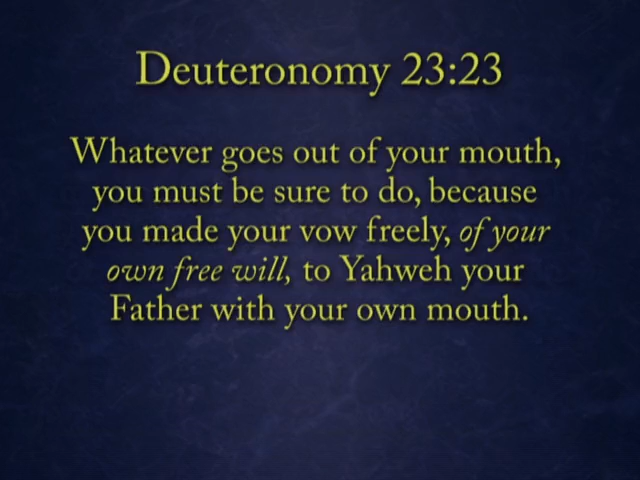 Deuteronomy 23:23
Whatever goes out of your mouth,
you must be sure to do, because
you made your vow freely, of your
own free will, to Yahweh your
Father with your own mouth.